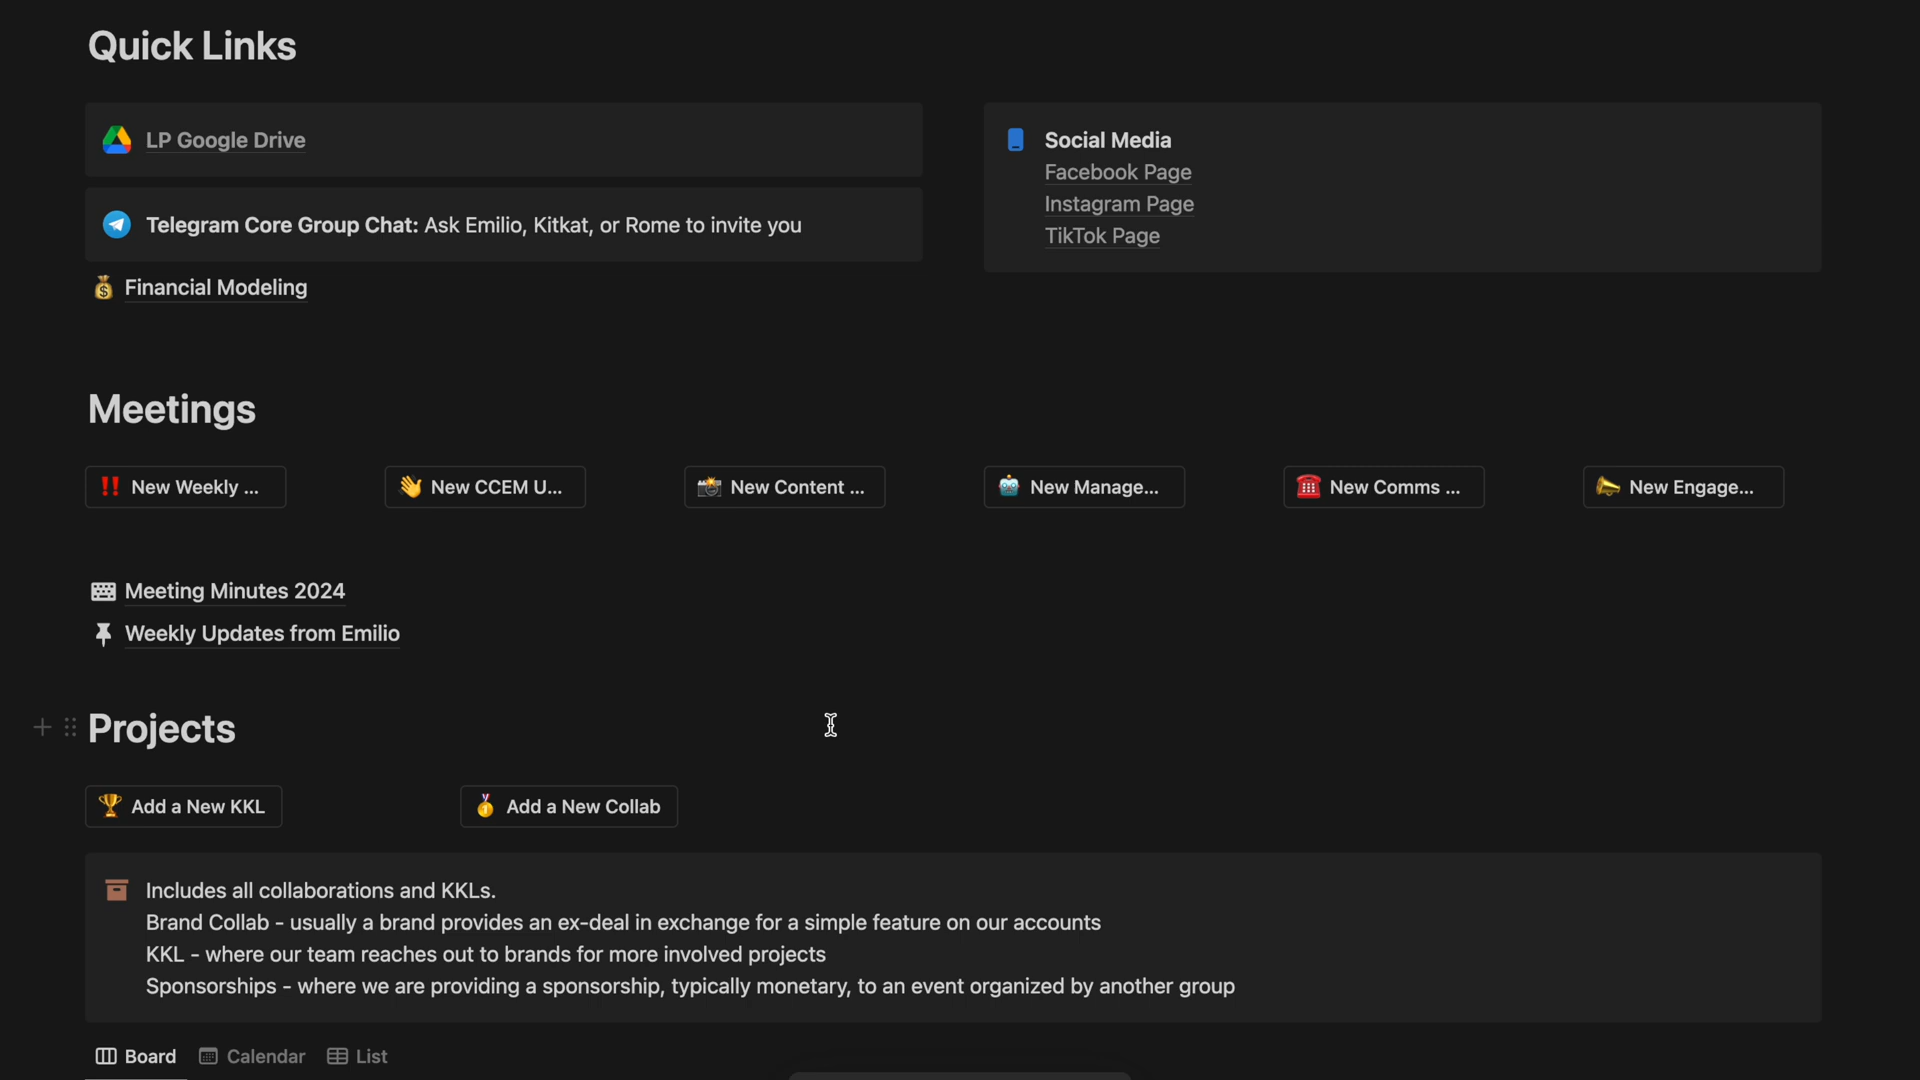 Quick Links
LP Google Drive
Telegram Core Group Chat: Ask Emilio, Kitkat, or Rome to invite you
Financial Modeling
Social Media
Facebook Page
Instagram Page
TikTok Page
Meetings
New Weekly ...
New CCEM U...
New Content ...
New Manage...
New Comms ...
New Engage...
Meeting Minutes 2024
Weekly Updates from Emilio
Projects
Add a New KKL
Add a New Collab
Includes all collaborations and KKLs.
Brand Collab - usually a brand provides an ex-deal in exchange for a simple feature on our accounts
KKL - where our team reaches out to brands for more involved projects
Sponsorships - where we are providing a sponsorship, typically monetary, to an event organized by another group
Board Calendar List